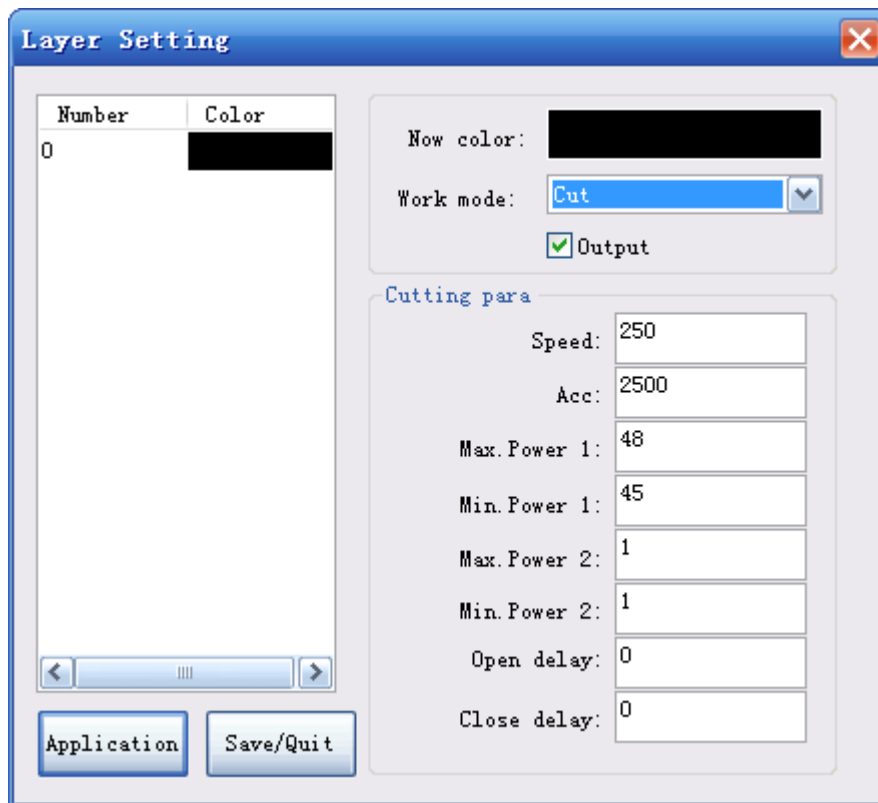 Layer Setting
Number Color
0
Now color:
Work mode: Cut
Output
Cutting para
Speed: 250
Acc: 2500
Max.Power 1: 48
Min.Power 1: 45
Max.Power 2: 1
Min.Power 2: 1
Open delay: 0
Close delay: 0
Application Save/Quit